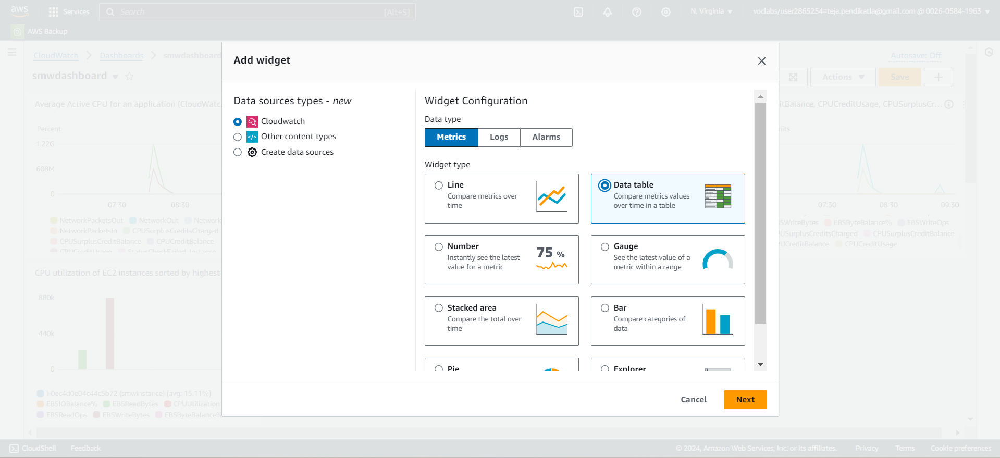 aws
Services
Search
[Alt+S]
N. Virginia
voclabs/user2865254=teja.pendikatla@gmail.com @ 0026-0584-1963
AWS Backup
CloudWatch
Dashboards
smwdashboard
Autosave: Off
smwdashboard
Actions
Save
Average Active CPU for an application (CloudWatc
Percent
1.22G
608M
0
07:30
08:30
NetworkPacketsOut NetworkOut Network
NetworkPacketsIn CPUSurplusCreditsCharged
CPUSurplusCreditBalance CPUCreditBalance
CPUCreditUsage StatusCheckFailed_Instance
CPU utilization of EC2 instances sorted by highest
880k
440k
0
i-0ec4d0e04c44c5b72 (smwinstance) [avg: 15.11%]
EBSIOBalance% EBSReadBytes CPUUtilization
EBSReadOps EBSWriteBytes EBSByteBalance%
Add widget
Data sources types - new
Cloudwatch
</>
Other content types
Create data sources
Widget Configuration
Data type
Metrics
Logs
Alarms
Widget type
Line
Compare metrics over
time
Data table
Compare metrics values
over time in a table
Number
Instantly see the latest
value for a metric
75 %
Gauge
See the latest value of a
metric within a range
Stacked area
Compare the total over
time
Bar
Compare categories of
data
Pie
Explorer
Cancel
Next
itBalance, CPUCreditUsage, CPUSurplusCr...
nits
07:30
08:30
09:30
SWriteBytes EBSByteBalance% EBSWriteOps
PUSurplusCreditsCharged CPUSurplusCreditBalance
PUCreditBalance CPUCreditUsage
CloudShell
Feedback
© 2024, Amazon Web Services, Inc. or its affiliates.
Privacy
Terms
Cookie preferences